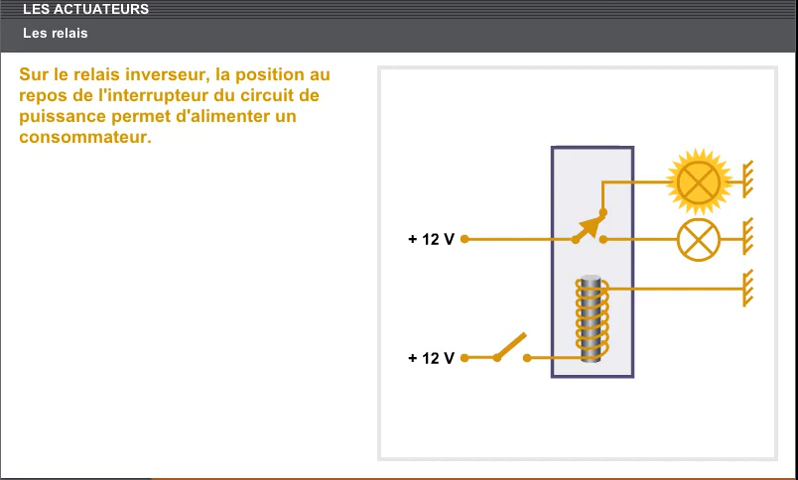 LES ACTUATEURS
Les relais
Sur le relais inverseur, la position au
repos de l'interrupteur du circuit de
puissance permet d'alimenter un
consommateur.
+ 12 V
+ 12 V